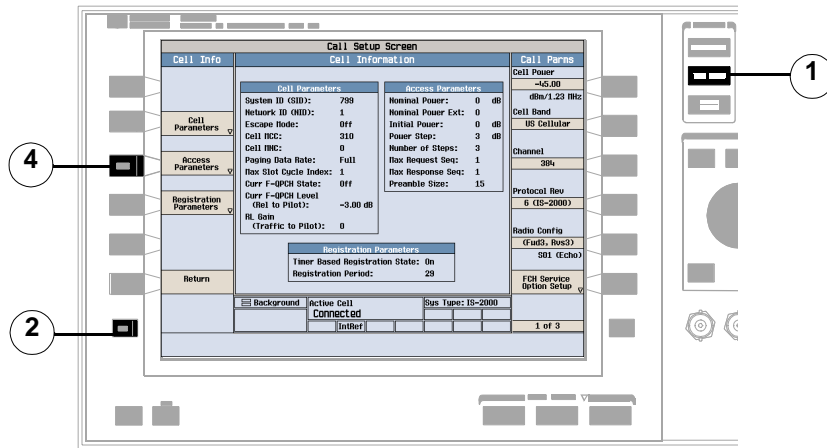 Call Setup Screen
Cell Info
Cell Information
Call Parms
Cell Parameters
Access Parameters
Registration Parameters
Return
Cell Parameters
System ID (SID): 799
Network ID (NID): 1
Escape Mode: Off
Cell MCC: 310
Cell MNC: 0
Paging Data Rate: Full
Max Slot Cycle Index: 1
Curr F-QPCH State: Off
Curr F-QPCH Level
(Rel to Pilot): -3.00 dB
RL Gain
(Traffic to Pilot): 0
Access Parameters
Nominal Power: 0 dB
Nominal Power Ext: 0
Initial Power: 0 dB
Power Step: 3 dB
Number of Steps: 3
Max Request Seq: 1
Max Response Seq: 1
Preamble Size: 15
Registration Parameters
Timer Based Registration State: On
Registration Period: 29
Cell Power
-45.00
dBm/1.23 MHz
Cell Band
US Cellular
Channel
384
Protocol Rev
6 (IS-2000)
Radio Config
(Fwd3, Rvs3)
SO1 (Echo)
FCH Service
Option Setup
1 of 3
Background
Active Cell
Connected
Sys Type: IS-2000
IntRef
1
4
2